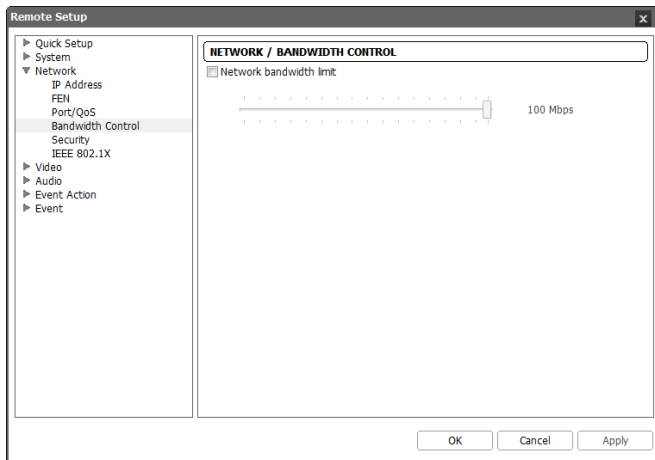 Remote Setup
x
Quick Setup
System
Network
IP Address
FEN
Port/QoS
Bandwidth Control
Security
IEEE 802.1X
Video
Audio
Event Action
Event
NETWORK / BANDWIDTH CONTROL
Network bandwidth limit
100 Mbps
OK
Cancel
Apply